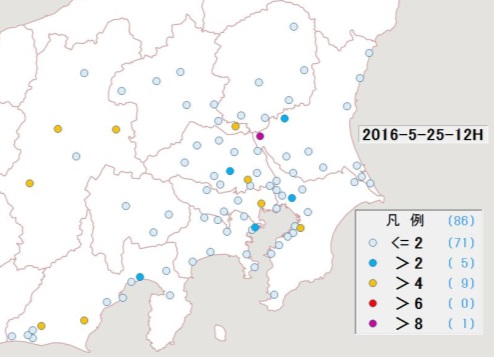 2016-5-25-12H
凡 例 (86)
<= 2 (71)
> 2 ( 5)
> 4 ( 9)
> 6 ( 0)
> 8 ( 1)